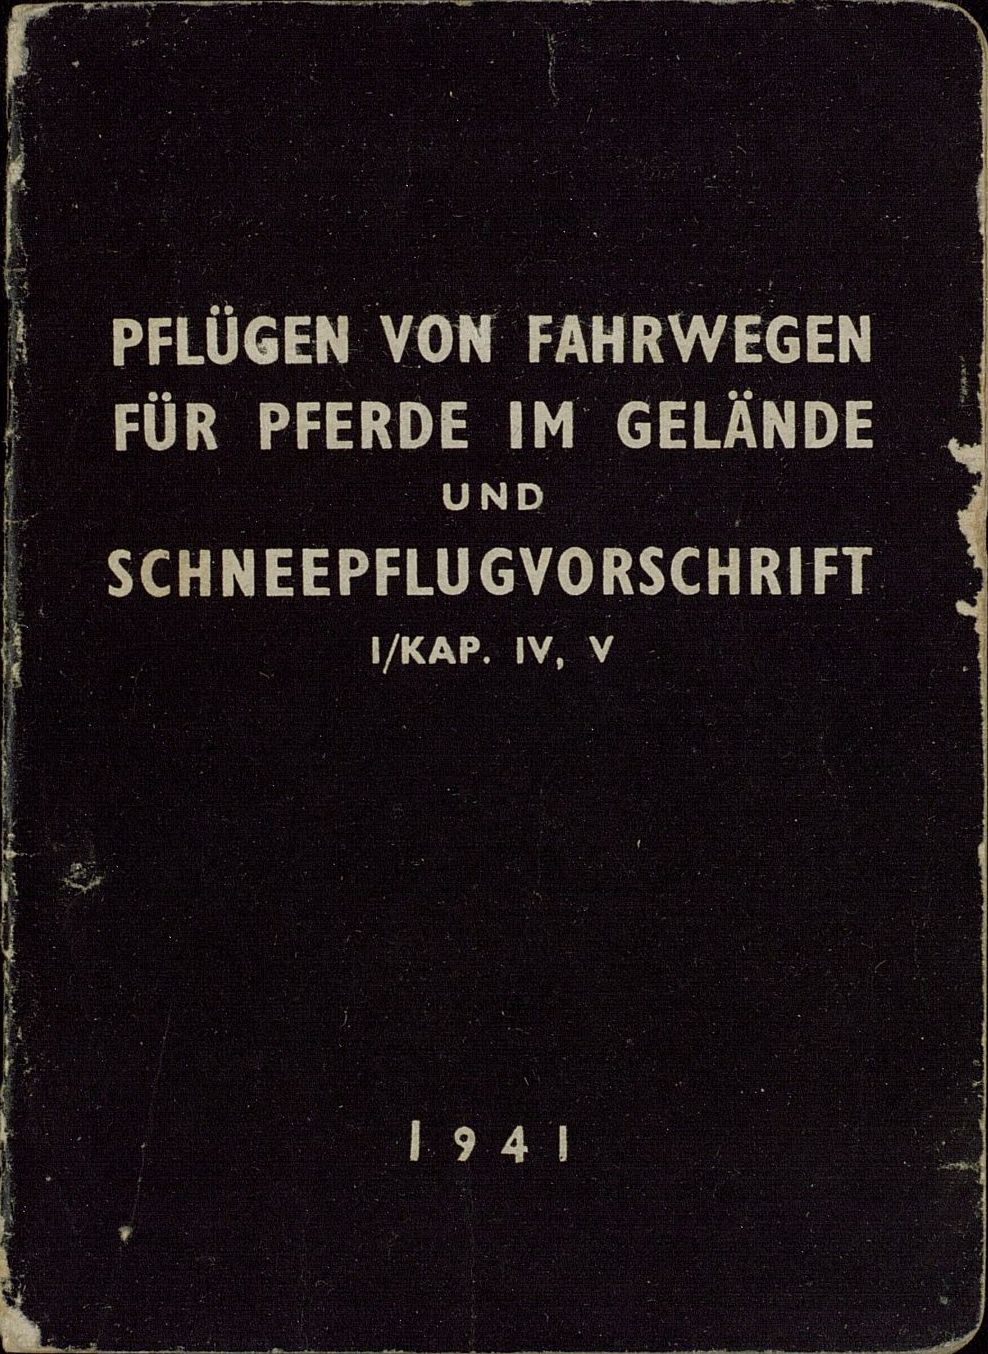 PFLÜGEN VON FAHRWEGEN
FÜR PFERDE IM GELÄNDE
UND
SCHNEEPFLUGVORSCHRIFT
I/KAP. IV, V
1941